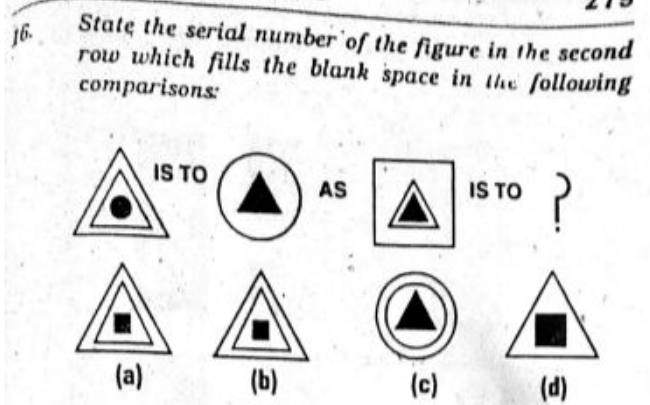 16. State the serial number of the figure in the second
row which fills the blank space in the following
comparisons:
IS TO AS IS TO ?
(a) (b) (c) (d)